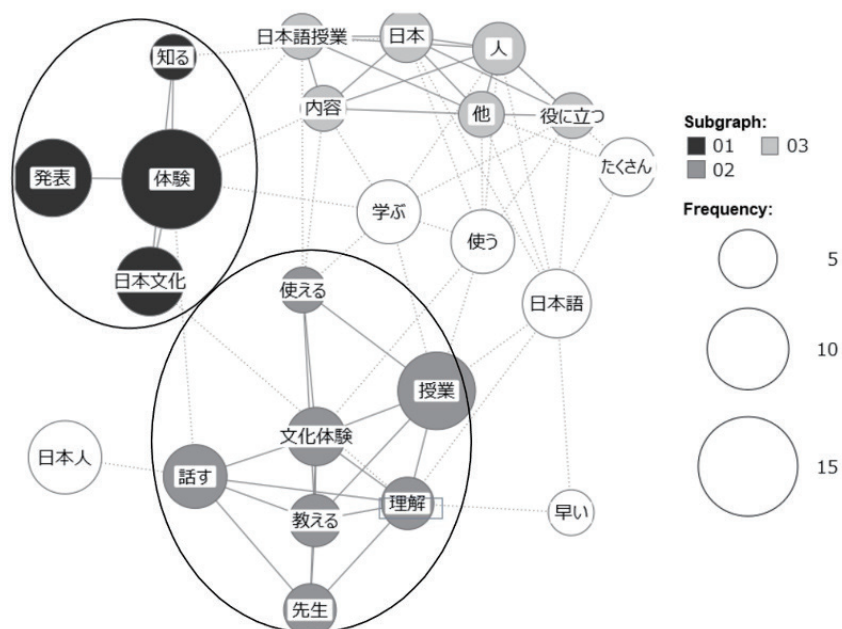 日本語授業
日本
人
知る
内容
他
役に立つ
たくさん
発表
体験
学ぶ
使う
日本文化
使える
日本語
授業
文化体験
日本人
話す
教える
理解
早い
先生
Subgraph:
01
03
02
Frequency:
5
10
15